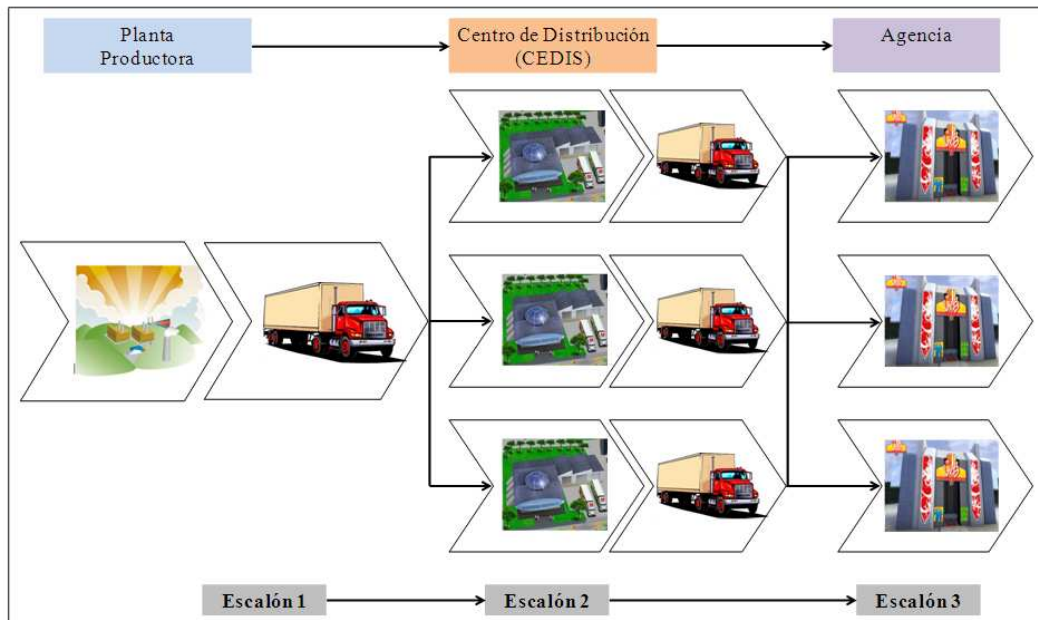 Planta
Productora
Centro de Distribución
(CEDIS)
Agencia
Escalón 1
Escalón 2
Escalón 3